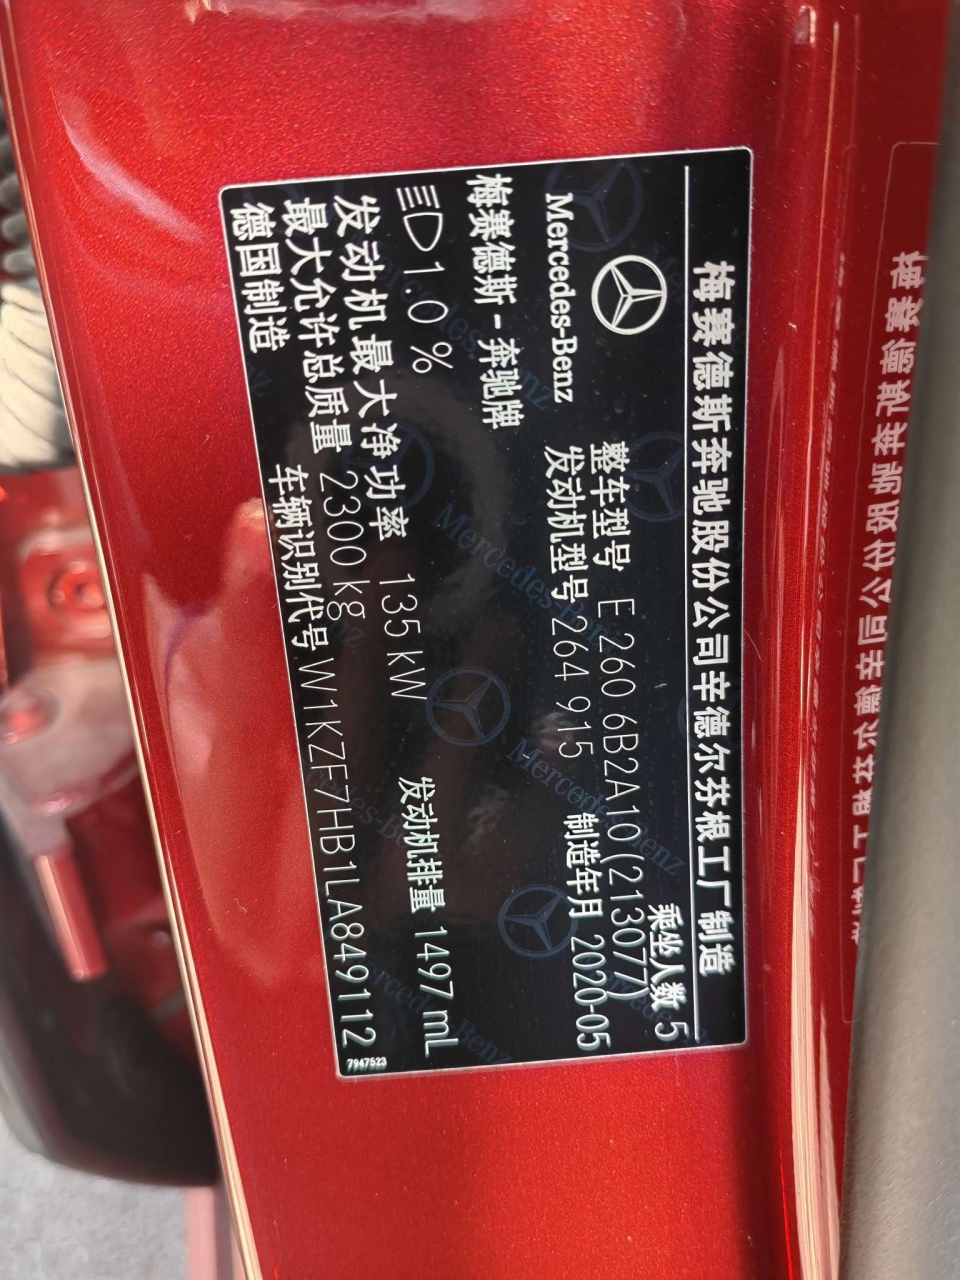 梅赛德斯奔驰股份公司辛德尔芬根工厂制造
乘坐人数 5
整车型号 E 260 6B2A10(213077)
Mercedes-Benz 发动机型号 264 915 制造年月 2020-05
梅赛德斯-奔驰牌
1.0% 发动机排量 1497 mL
发动机最大净功率 135 kW
最大允许总质量 2300 kg
德国制造 车辆识别代号 W1KZF7HB1LA849112
7947523